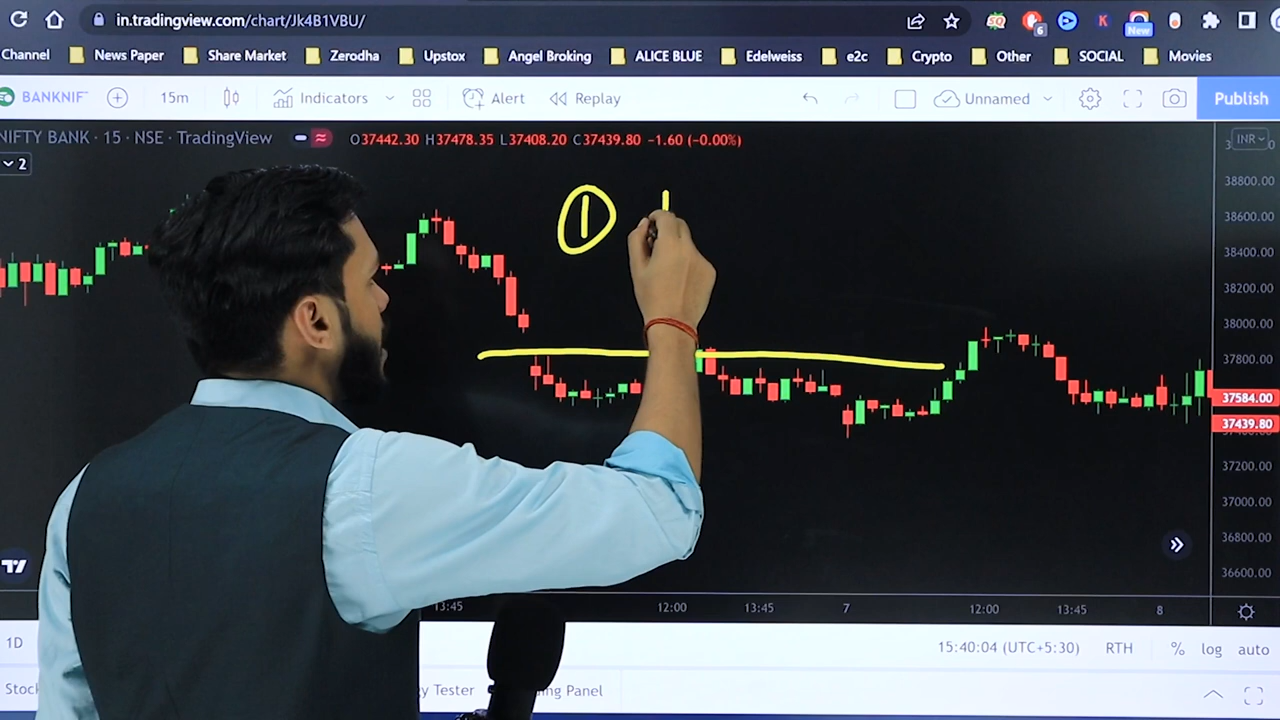 in.tradingview.com/chart/Jk4B1VBU/
6
K
New
Channel News Paper Share Market Zerodha Upstox Angel Broking ALICE BLUE Edelweiss e2c Crypto Other SOCIAL Movies
BANKNIF 15m Indicators Alert Replay Unnamed Publish
NIFTY BANK · 15 · NSE · TradingView O37442.30 H37478.35 L37408.20 C37439.80 −1.60 (−0.00%)
INR
2
38800.00
1
38600.00
38400.00
38200.00
38000.00
37800.00
37584.00
37439.80
37200.00
37000.00
36800.00
36600.00
13:45 12:00 13:45 7 12:00 13:45 8
1D 15:40:04 (UTC+5:30) RTH % log auto
Tester Panel